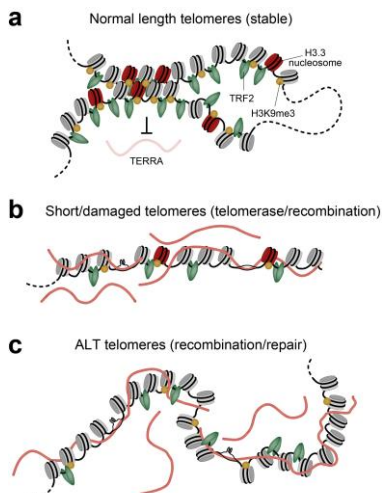 a
Normal length telomeres (stable)
H3.3
nucleosome
TRF2
H3K9me3
TERRA
b
Short/damaged telomeres (telomerase/recombination)
c
ALT telomeres (recombination/repair)